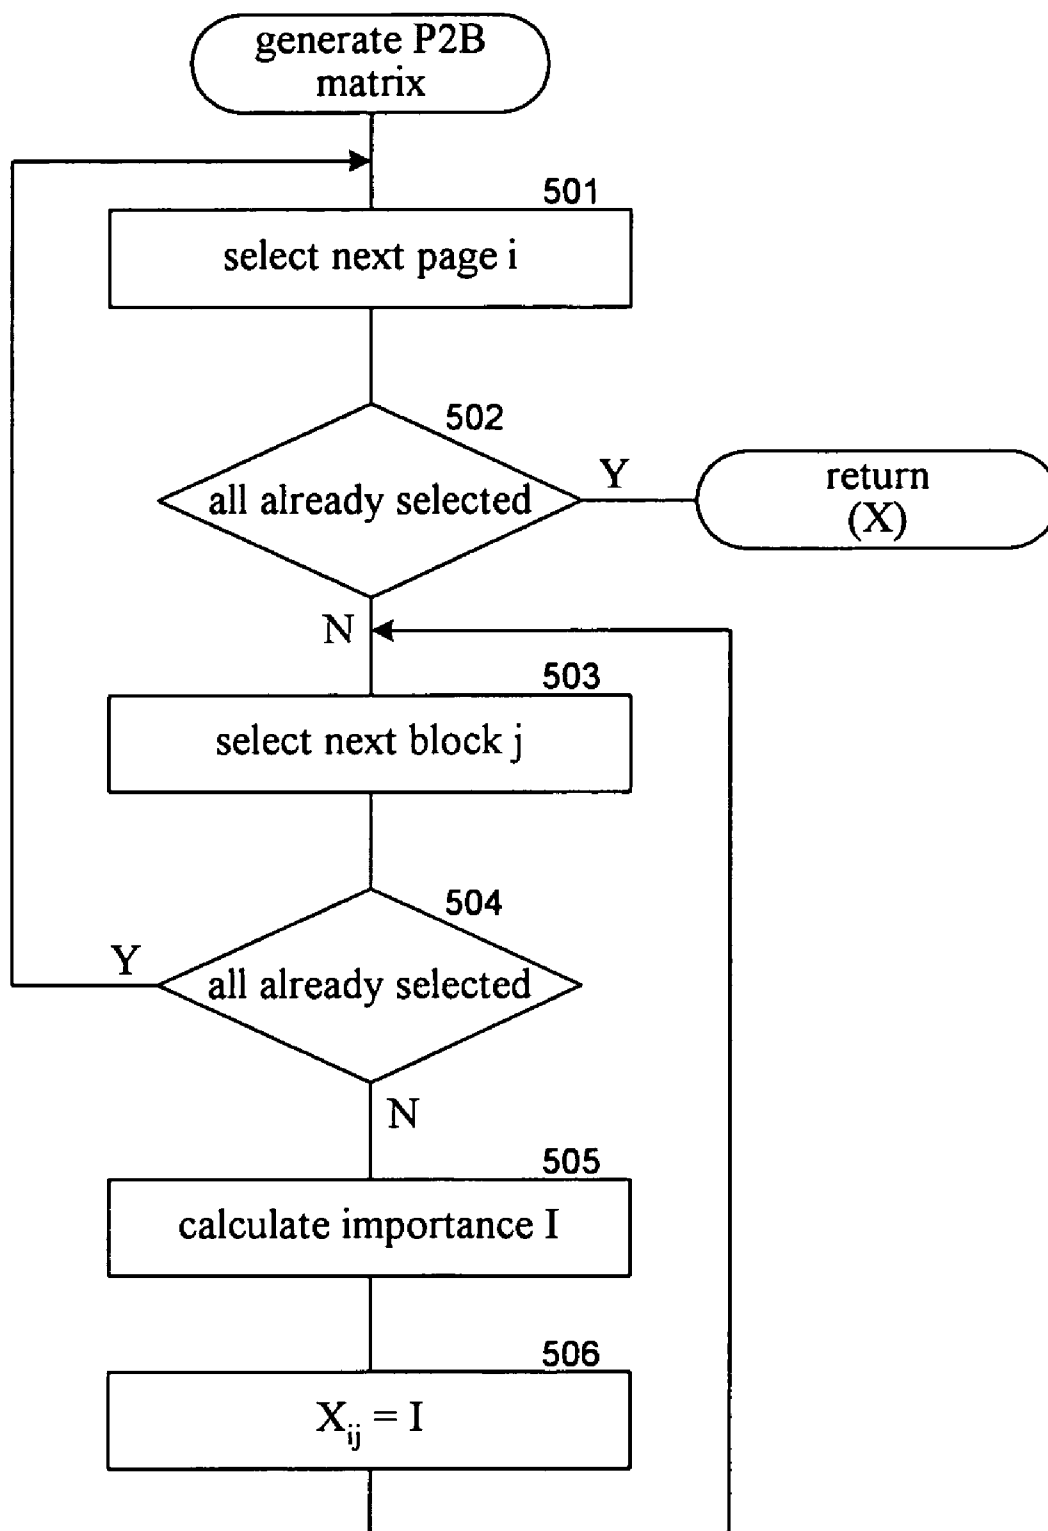 generate P2B
matrix
501
select next page i
502
all already selected
Y
return
(X)
N
503
select next block j
504
all already selected
Y
N
505
calculate importance I
506
X_ij = I